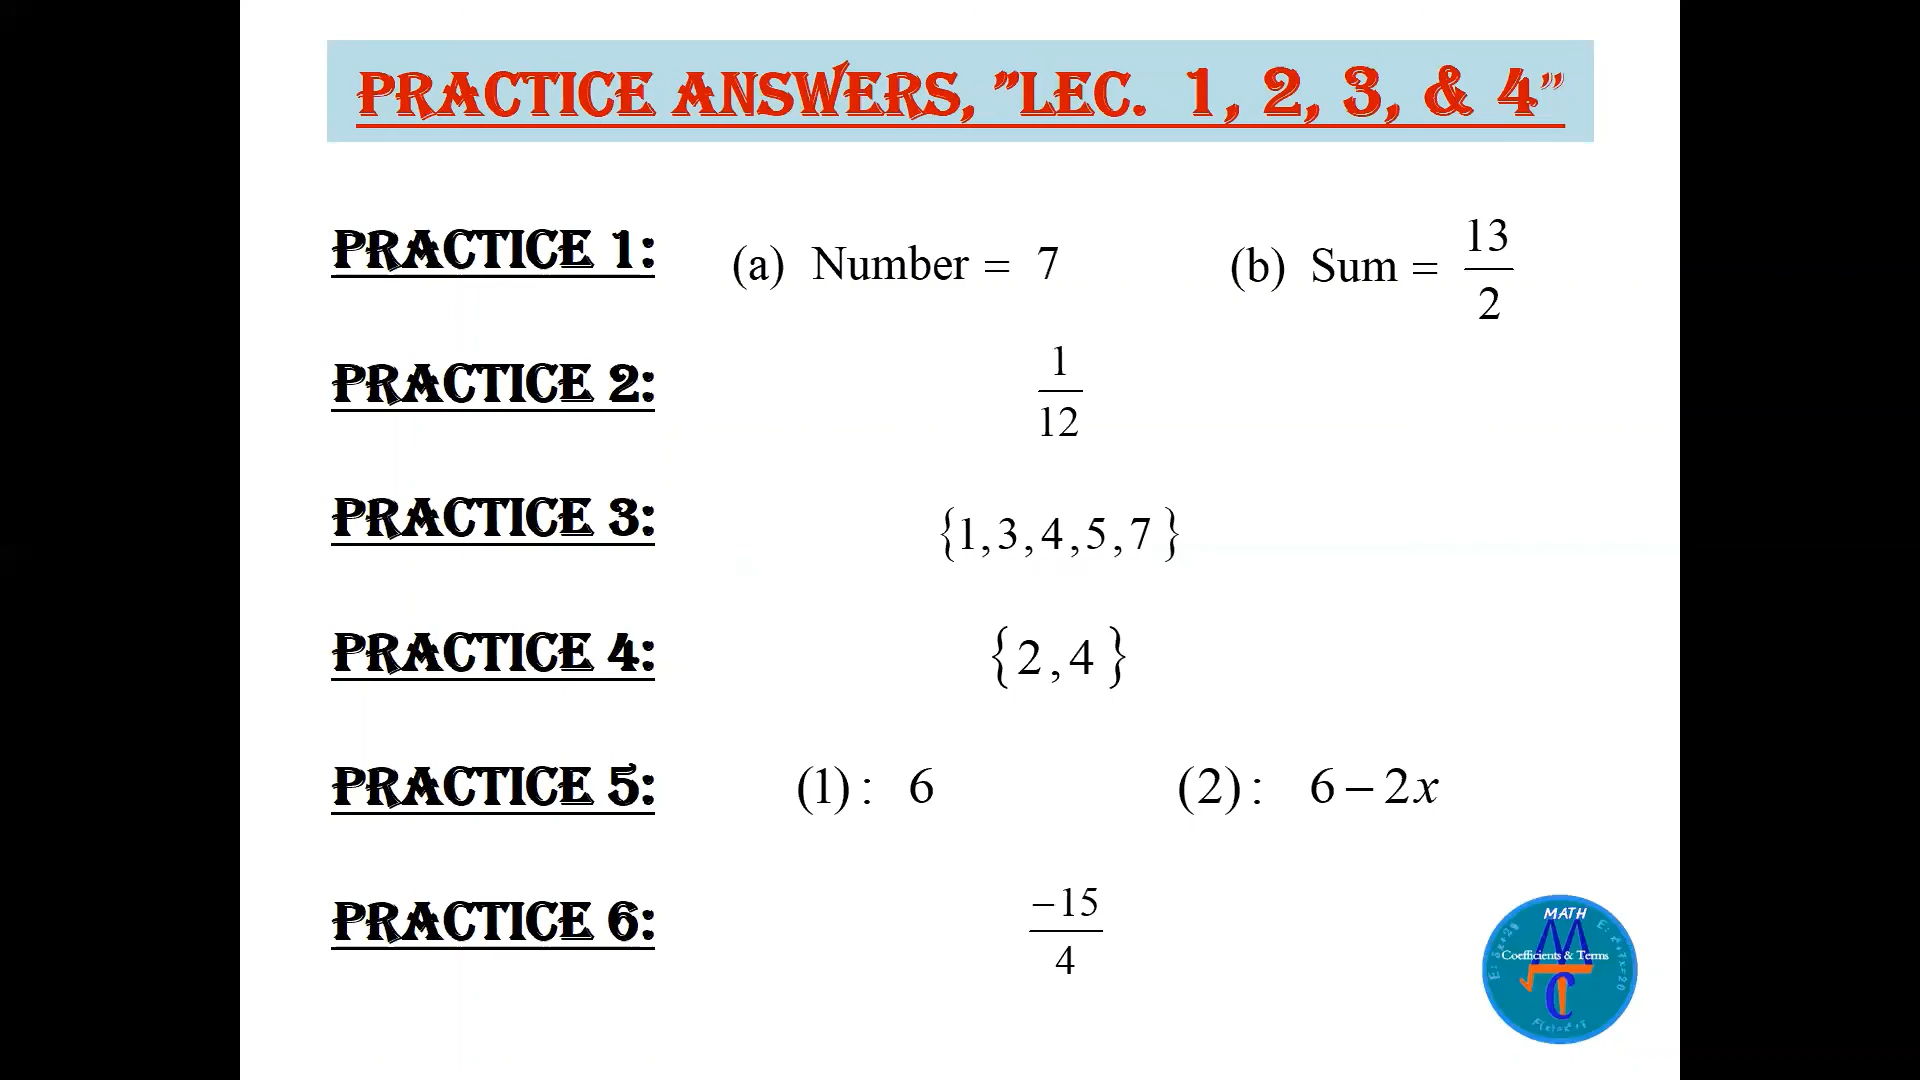 PRACTICE ANSWERS, "LEC. 1, 2, 3, & 4"
PRACTICE 1: (a) Number = 7 (b) Sum = 13/2
PRACTICE 2: 1/12
PRACTICE 3: {1,3,4,5,7}
PRACTICE 4: {2,4}
PRACTICE 5: (1): 6 (2): 6−2x
PRACTICE 6: −15/4
MATH
Coefficients & Terms